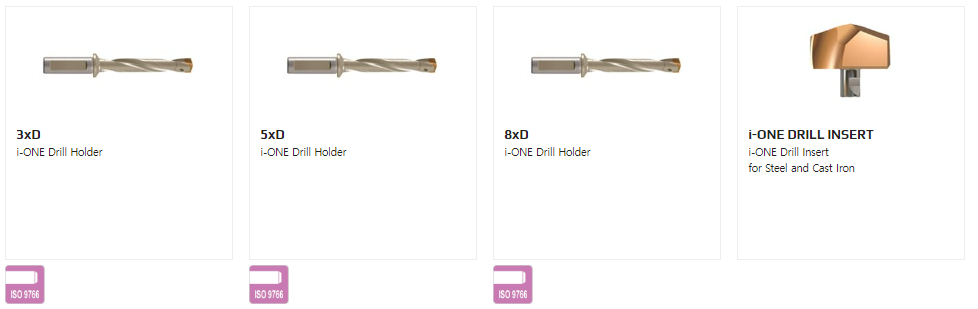 3xD
i-ONE Drill Holder
5xD
i-ONE Drill Holder
8xD
i-ONE Drill Holder
i-ONE DRILL INSERT
i-ONE Drill Insert
for Steel and Cast Iron
ISO 9766
ISO 9766
ISO 9766